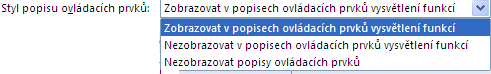 Styl popisu ovládacích prvků: Zobrazovat v popisech ovládacích prvků vysvětlení funkcí
Zobrazovat v popisech ovládacích prvků vysvětlení funkcí
Nezobrazovat v popisech ovládacích prvků vysvětlení funkcí
Nezobrazovat popisy ovládacích prvků